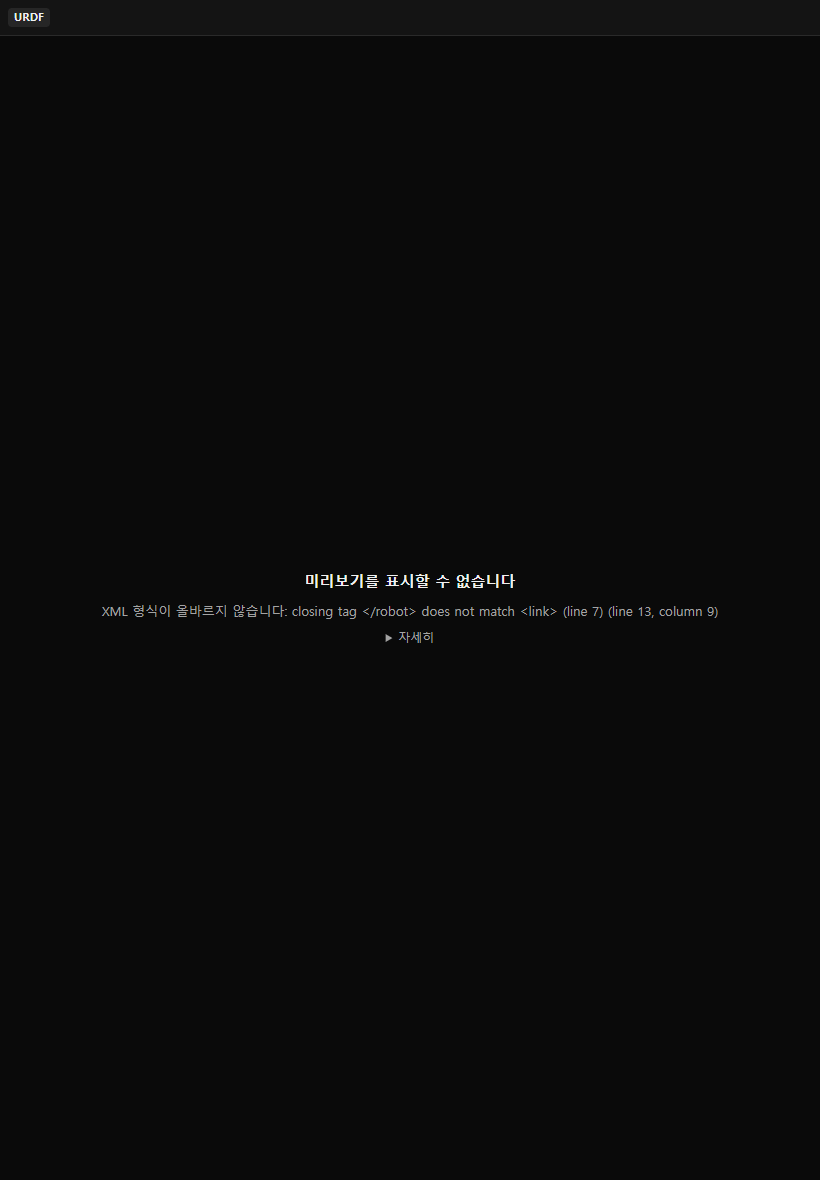 URDF
미리보기를 표시할 수 없습니다
XML 형식이 올바르지 않습니다: closing tag </robot> does not match <link> (line 7) (line 13, column 9)
▶ 자세히